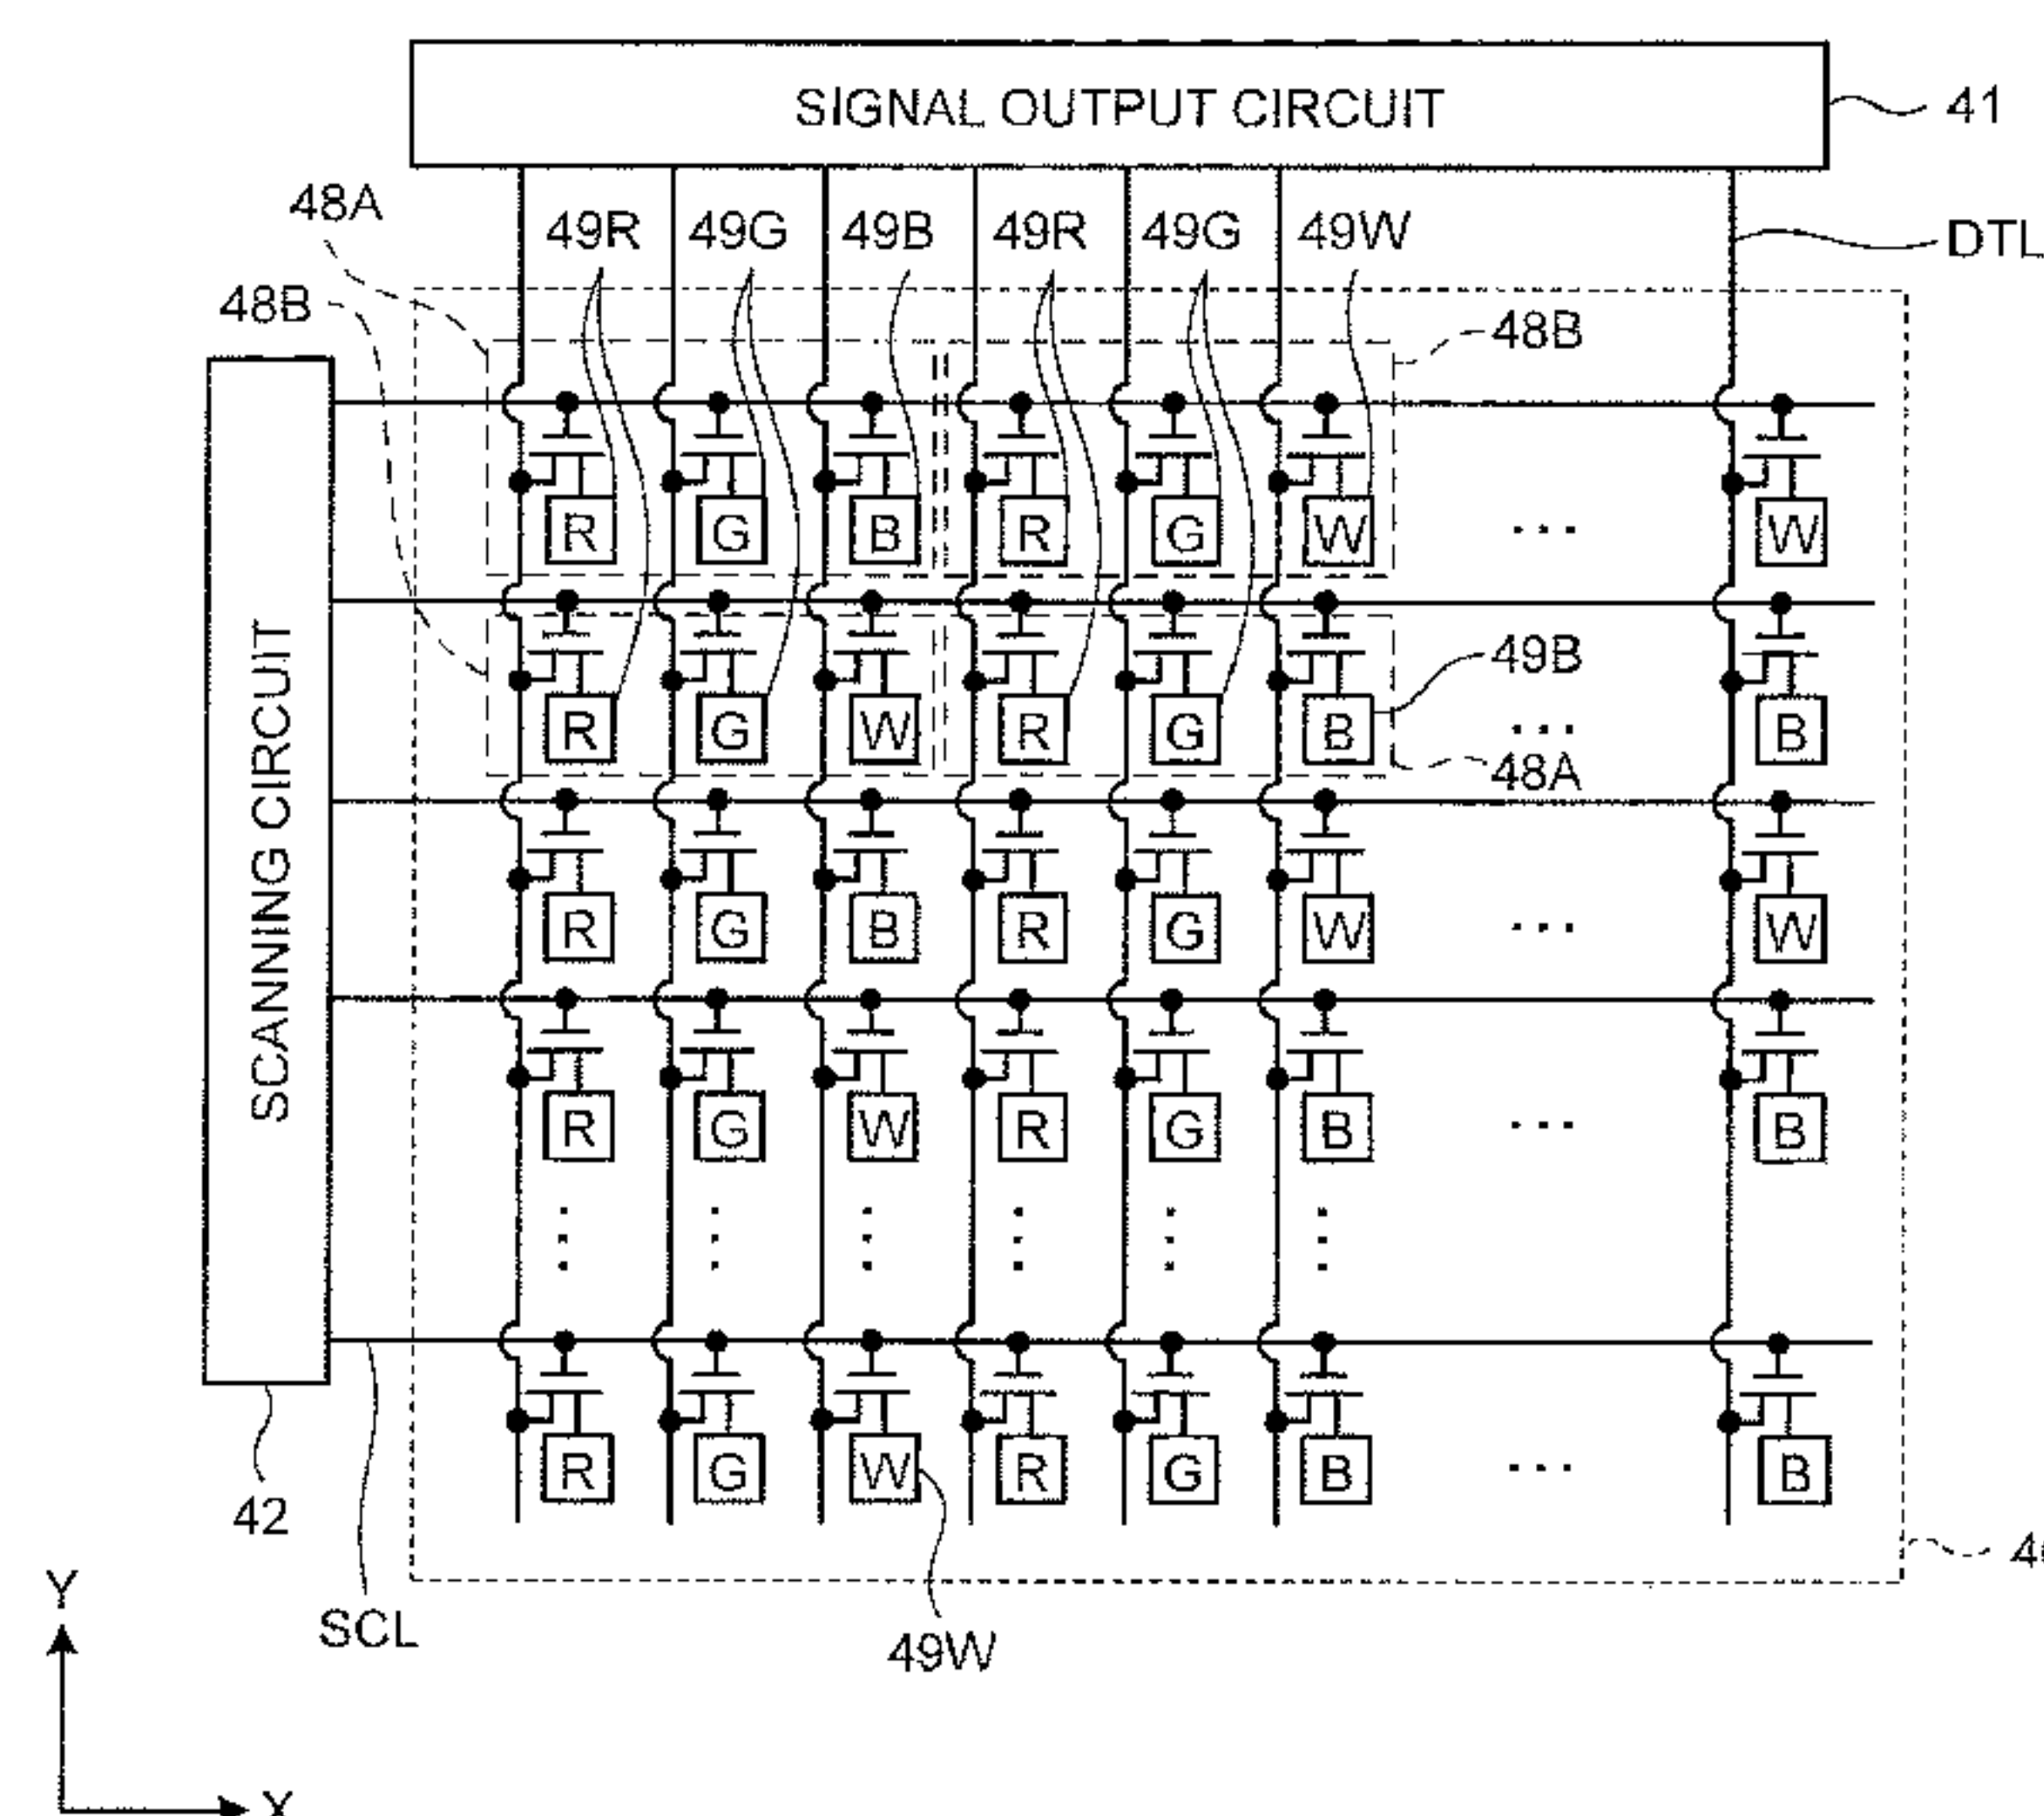 SIGNAL OUTPUT CIRCUIT
41
48A
49R 49G 49B 49R 49G 49W
DTL
48B
48B
R G B R G W ... W
SCANNING CIRCUIT
49B
R G W R G B ... B
48A
R G B R G W ... W
R G W R G B ... B
R G W R G B ... B
42
SCL
49W
Y
X